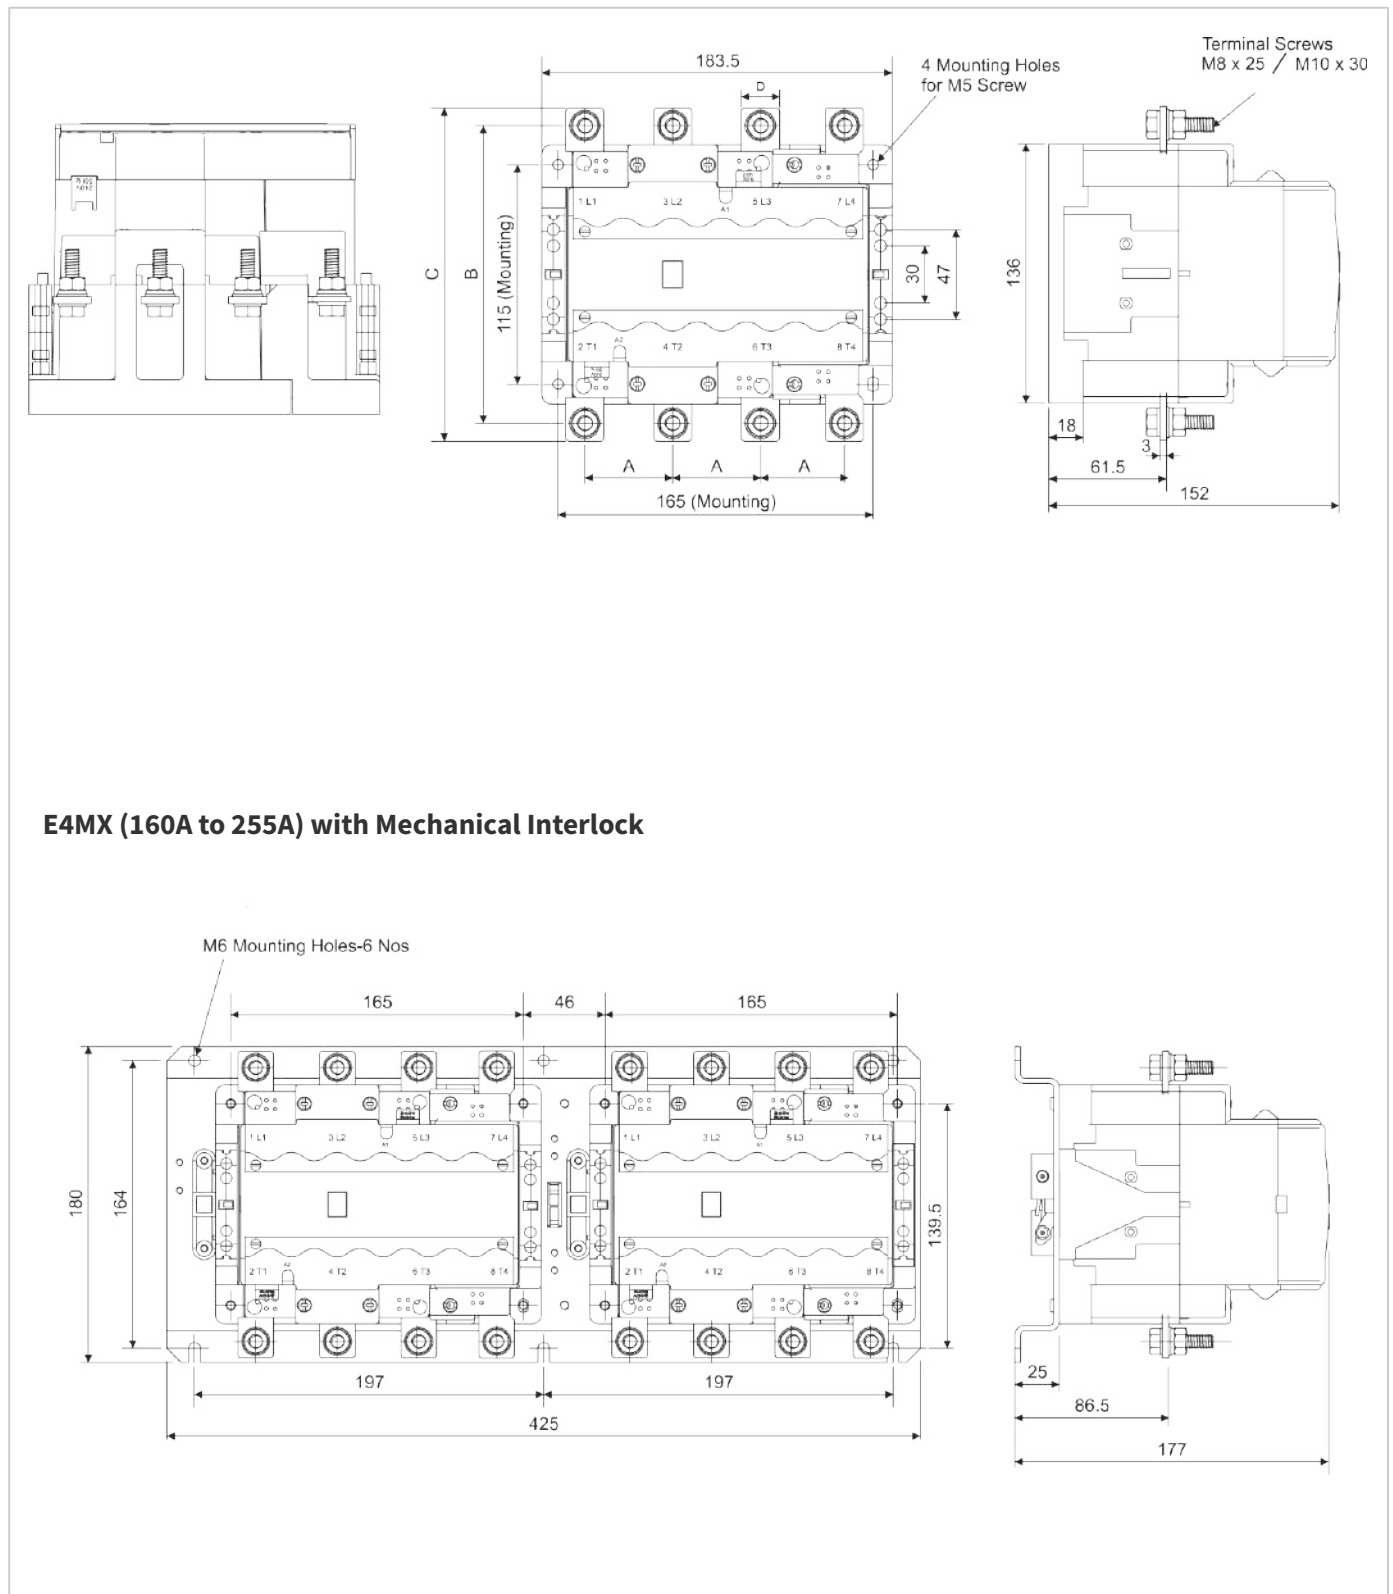 Terminal Screws
M8 x 25 / M10 x 30
4 Mounting Holes
for M5 Screw
183.5
D
1 L1 3 L2 5 L3 7 L4
A1
C
B
115 (Mounting)
30
47
136
2 T1 4 T2 6 T3 8 T4
A2
A A A
165 (Mounting)
18
3
61.5
152
E4MX (160A to 255A) with Mechanical Interlock
M6 Mounting Holes-6 Nos
165 46 165
1 L1 3 L2 5 L3 7 L4 1 L1 3 L2 5 L3 7 L4
A1 A1
180
164
139.5
2 T1 4 T2 6 T3 8 T4 2 T1 4 T2 6 T3 8 T4
A2 A2
197 197
425
25
86.5
177